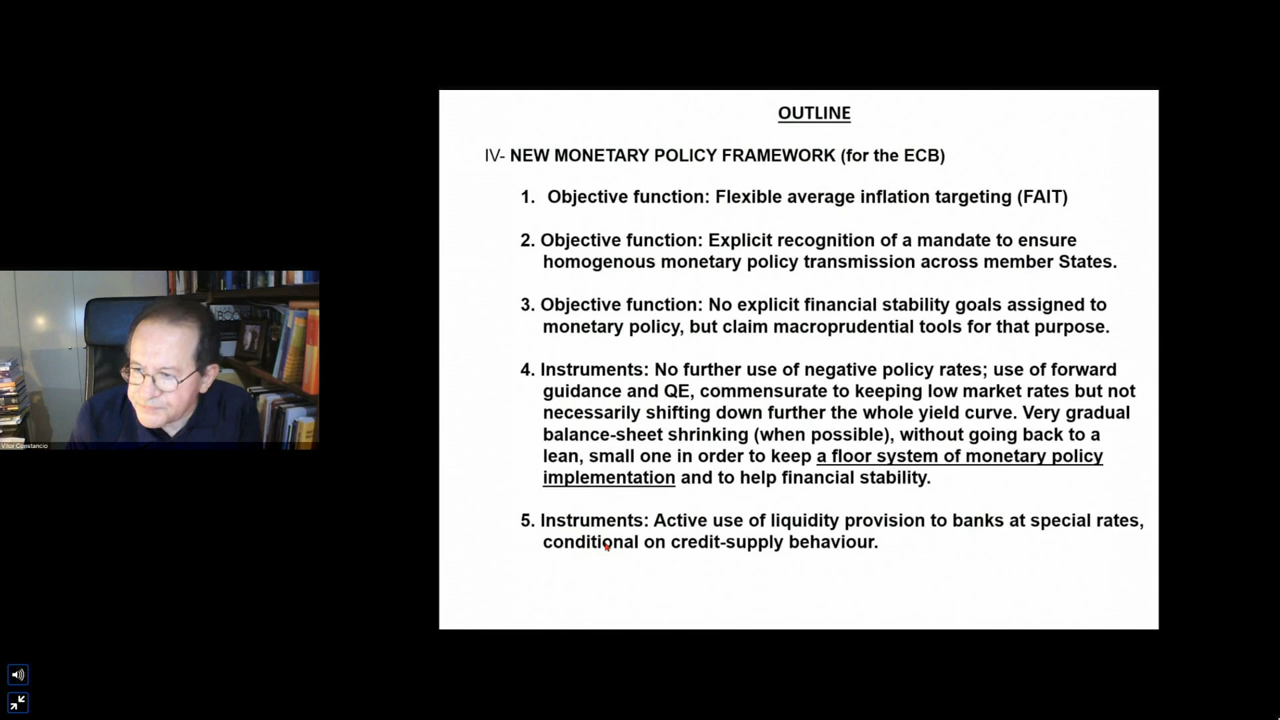 OUTLINE
IV- NEW MONETARY POLICY FRAMEWORK (for the ECB)
1. Objective function: Flexible average inflation targeting (FAIT)
2. Objective function: Explicit recognition of a mandate to ensure
homogenous monetary policy transmission across member States.
3. Objective function: No explicit financial stability goals assigned to
monetary policy, but claim macroprudential tools for that purpose.
4. Instruments: No further use of negative policy rates; use of forward
guidance and QE, commensurate to keeping low market rates but not
necessarily shifting down further the whole yield curve. Very gradual
balance-sheet shrinking (when possible), without going back to a
lean, small one in order to keep a floor system of monetary policy
implementation and to help financial stability.
5. Instruments: Active use of liquidity provision to banks at special rates,
conditional on credit-supply behaviour.
Vitor Constancio